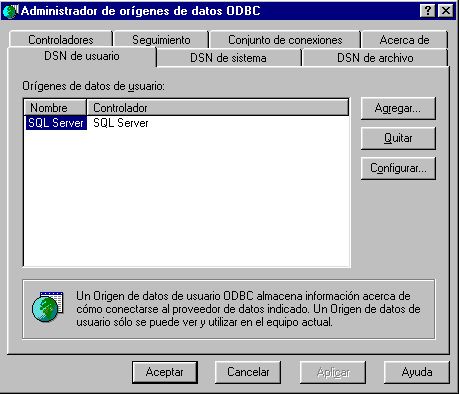 Administrador de orígenes de datos ODBC
Controladores Seguimiento Conjunto de conexiones Acerca de
DSN de usuario DSN de sistema DSN de archivo
Orígenes de datos de usuario:
Nombre Controlador
SQL Server SQL Server
Agregar...
Quitar
Configurar...
Un Origen de datos de usuario ODBC almacena información acerca de
cómo conectarse al proveedor de datos indicado. Un Origen de datos de
usuario sólo se puede ver y utilizar en el equipo actual.
Aceptar Cancelar Aplicar Ayuda